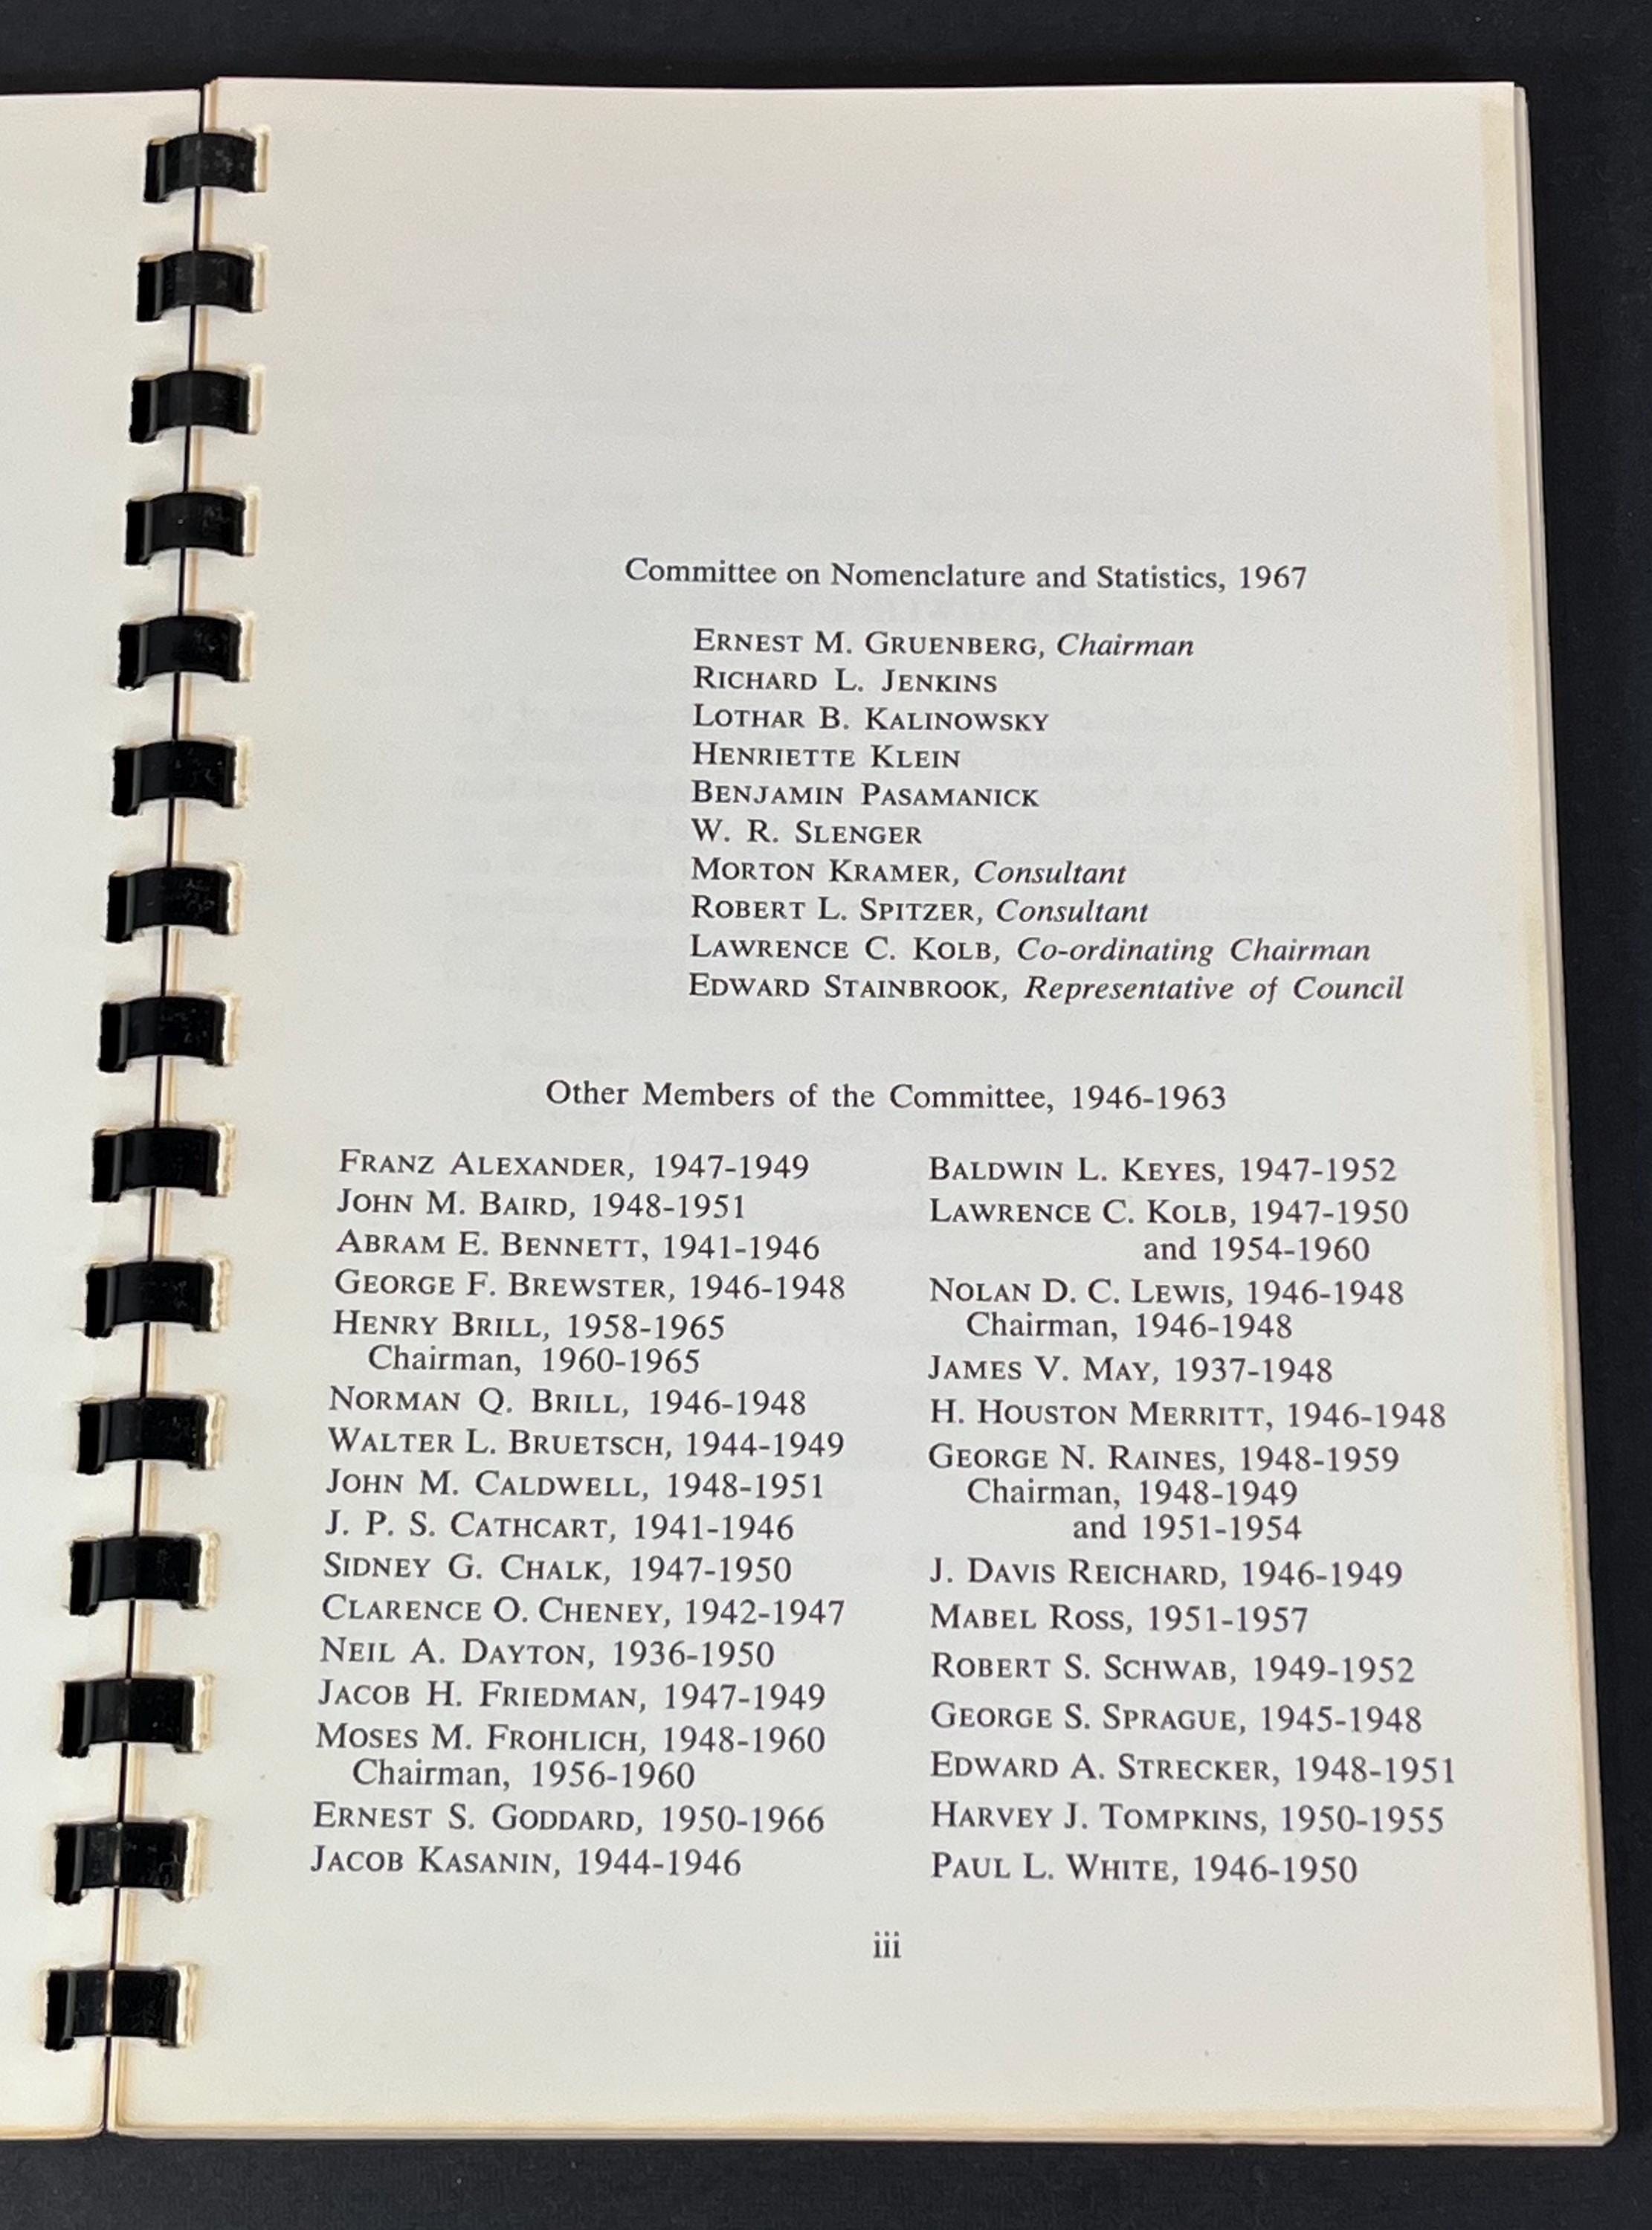 Committee on Nomenclature and Statistics, 1967
ERNEST M. GRUENBERG, Chairman
RICHARD L. JENKINS
LOTHAR B. KALINOWSKY
HENRIETTE KLEIN
BENJAMIN PASAMANICK
W. R. SLENGER
MORTON KRAMER, Consultant
ROBERT L. SPITZER, Consultant
LAWRENCE C. KOLB, Co-ordinating Chairman
EDWARD STAINBROOK, Representative of Council
Other Members of the Committee, 1946-1963
FRANZ ALEXANDER, 1947-1949
JOHN M. BAIRD, 1948-1951
ABRAM E. BENNETT, 1941-1946
GEORGE F. BREWSTER, 1946-1948
HENRY BRILL, 1958-1965
Chairman, 1960-1965
NORMAN Q. BRILL, 1946-1948
WALTER L. BRUETSCH, 1944-1949
JOHN M. CALDWELL, 1948-1951
J. P. S. CATHCART, 1941-1946
SIDNEY G. CHALK, 1947-1950
CLARENCE O. CHENEY, 1942-1947
NEIL A. DAYTON, 1936-1950
JACOB H. FRIEDMAN, 1947-1949
MOSES M. FROHLICH, 1948-1960
Chairman, 1956-1960
ERNEST S. GODDARD, 1950-1966
JACOB KASANIN, 1944-1946
BALDWIN L. KEYES, 1947-1952
LAWRENCE C. KOLB, 1947-1950
and 1954-1960
NOLAN D. C. LEWIS, 1946-1948
Chairman, 1946-1948
JAMES V. MAY, 1937-1948
H. HOUSTON MERRITT, 1946-1948
GEORGE N. RAINES, 1948-1959
Chairman, 1948-1949
and 1951-1954
J. DAVIS REICHARD, 1946-1949
MABEL ROSS, 1951-1957
ROBERT S. SCHWAB, 1949-1952
GEORGE S. SPRAGUE, 1945-1948
EDWARD A. STRECKER, 1948-1951
HARVEY J. TOMPKINS, 1950-1955
PAUL L. WHITE, 1946-1950
iii